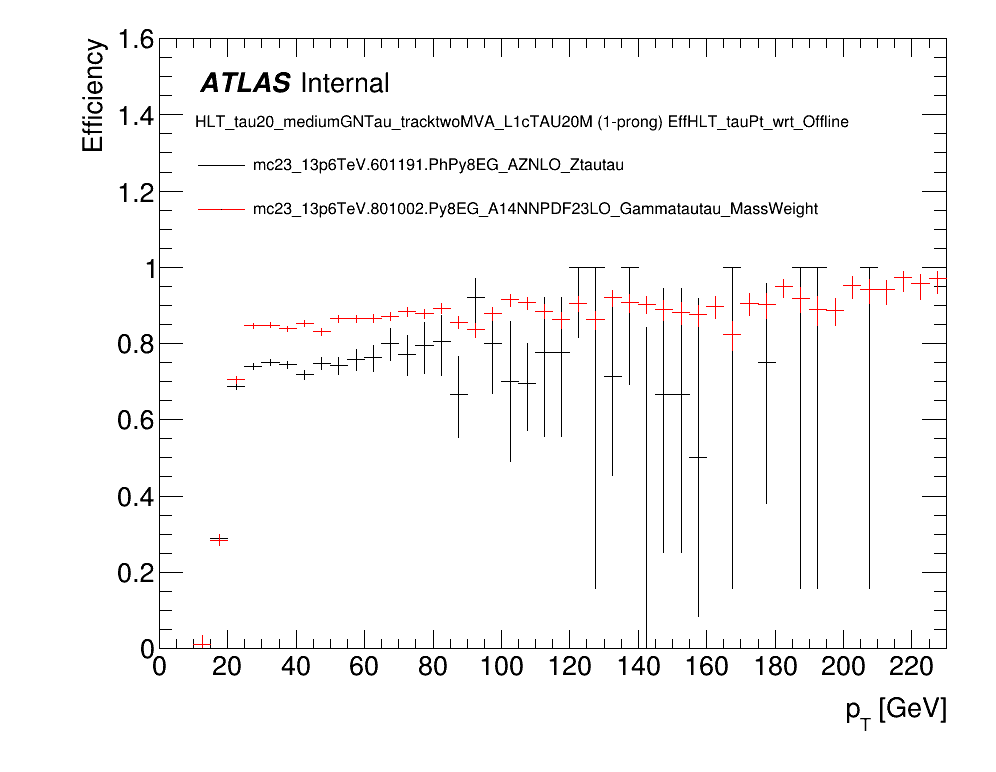 Efficiency
1.6
1.4
1.2
1
0.8
0.6
0.4
0.2
0
ATLAS Internal
HLT_tau20_mediumGNTau_tracktwoMVA_L1cTAU20M (1-prong) EffHLT_tauPt_wrt_Offline
mc23_13p6TeV.601191.PhPy8EG_AZNLO_Ztautau
mc23_13p6TeV.801002.Py8EG_A14NNPDF23LO_Gammatautau_MassWeight
0 20 40 60 80 100 120 140 160 180 200 220
p_T [GeV]